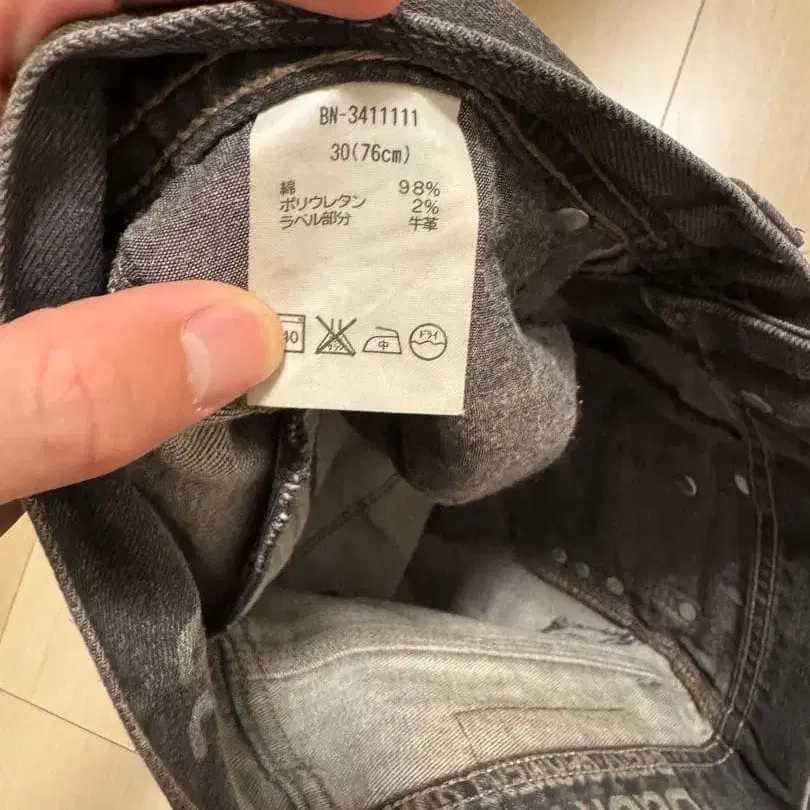 BN-3411111
30(76cm)
綿 98%
ポリウレタン 2%
ラベル部分 牛革
40 中 ドライ